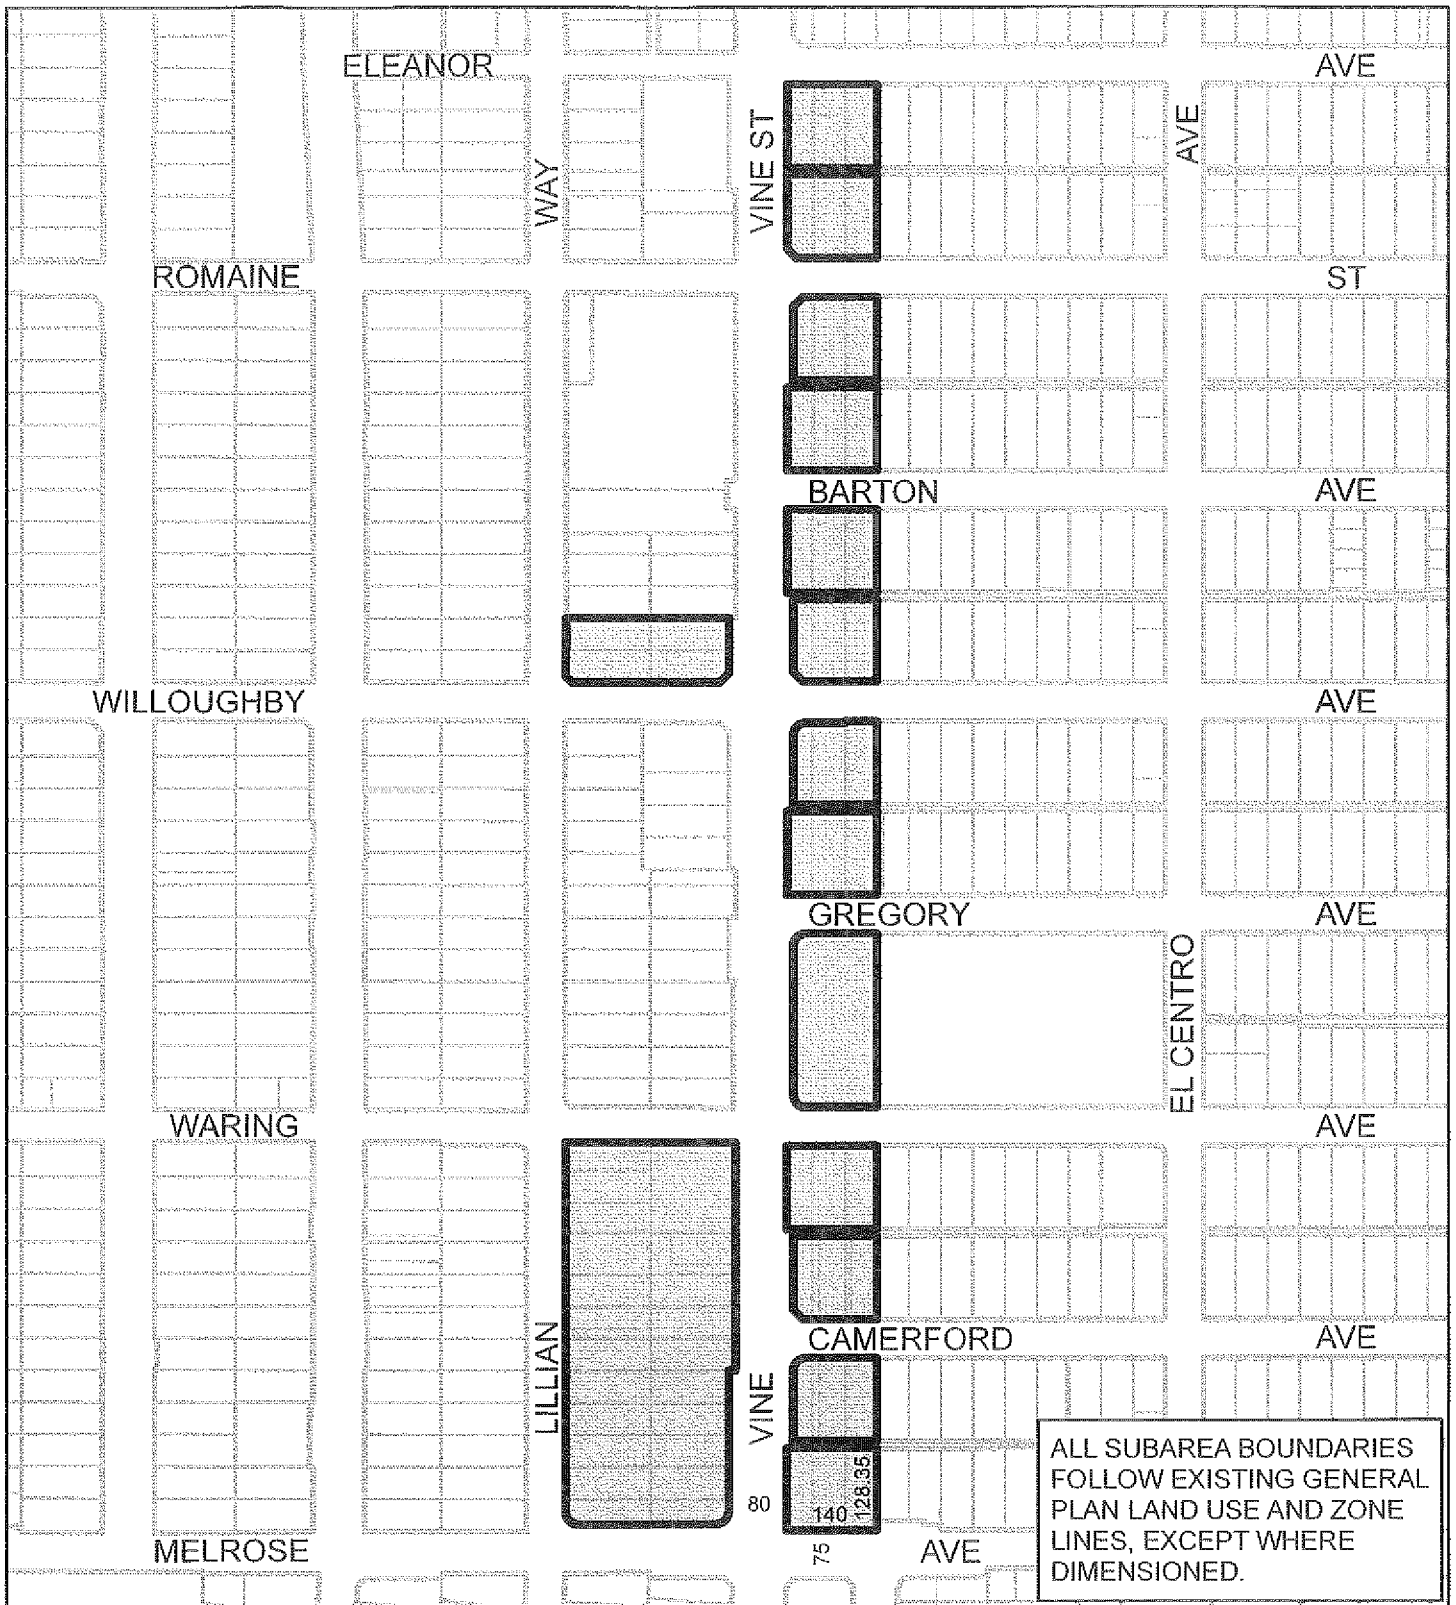 ELEANOR AVE
VINE ST
AVE
WAY
ROMAINE ST
BARTON AVE
WILLOUGHBY AVE
GREGORY AVE
EL CENTRO
WARING AVE
CAMERFORD AVE
LILLIAN
VINE
80
140
128.35
75
MELROSE AVE
ALL SUBAREA BOUNDARIES
FOLLOW EXISTING GENERAL
PLAN LAND USE AND ZONE
LINES, EXCEPT WHERE
DIMENSIONED.